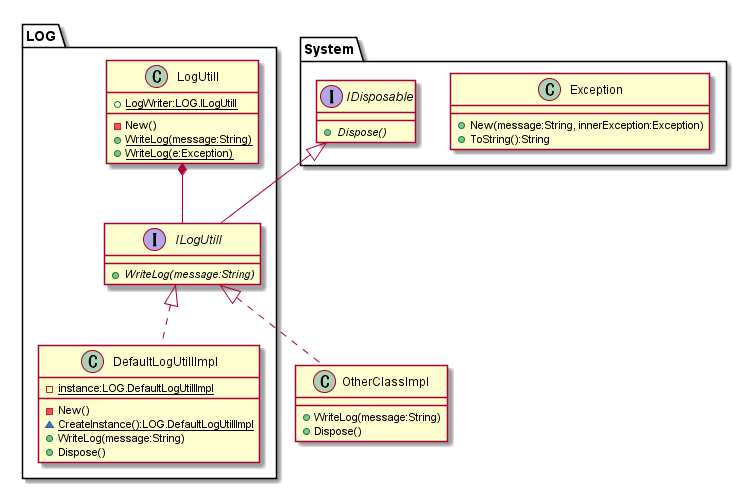 LOG
C LogUtill
LogWriter:LOG.ILogUtill
New()
WriteLog(message:String)
WriteLog(e:Exception)
System
I IDisposable
Dispose()
C Exception
New(message:String, innerException:Exception)
ToString():String
I ILogUtill
WriteLog(message:String)
C DefaultLogUtillImpl
instance:LOG.DefaultLogUtillImpl
New()
CreateInstance():LOG.DefaultLogUtillImpl
WriteLog(message:String)
Dispose()
C OtherClassImpl
WriteLog(message:String)
Dispose()